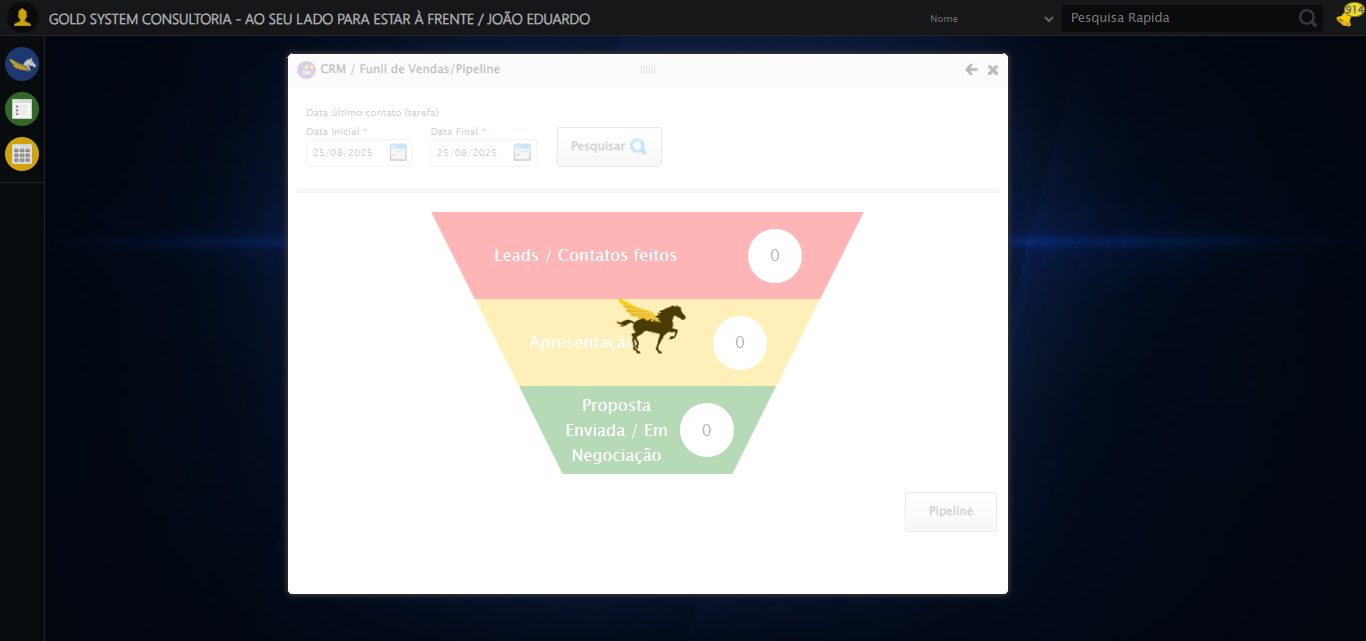 GOLD SYSTEM CONSULTORIA - AO SEU LADO PARA ESTAR À FRENTE / JOÃO EDUARDO
Nome
Pesquisa Rapida
914
CRM / Funil de Vendas/Pipeline
Data último contato (tarefa)
Data Inicial *
Data Final *
25/08/2025
25/08/2025
Pesquisar
Leads / Contatos feitos
0
Apresentação
0
Proposta
Enviada / Em
Negociação
0
Pipeline